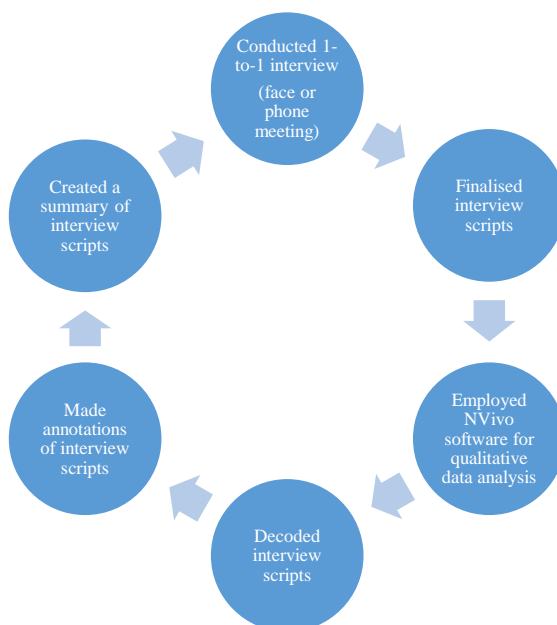 Conducted 1-
to-1 interview
(face or
phone
meeting)
Finalised
interview
scripts
Employed
NVivo
software for
qualitative
data analysis
Decoded
interview
scripts
Made
annotations
of interview
scripts
Created a
summary of
interview
scripts